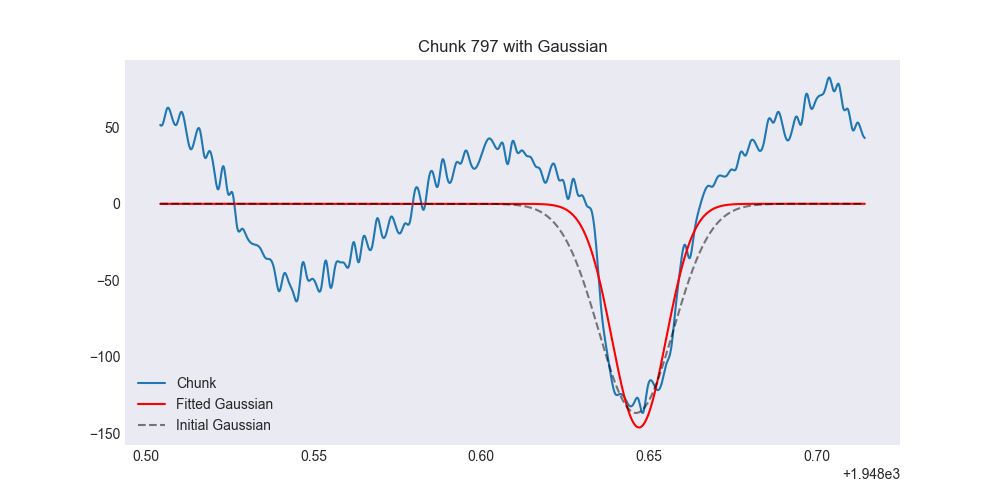 Chunk 797 with Gaussian
50
0
−50
−100
−150
Chunk
Fitted Gaussian
Initial Gaussian
0.50 0.55 0.60 0.65 0.70
+1.948e3